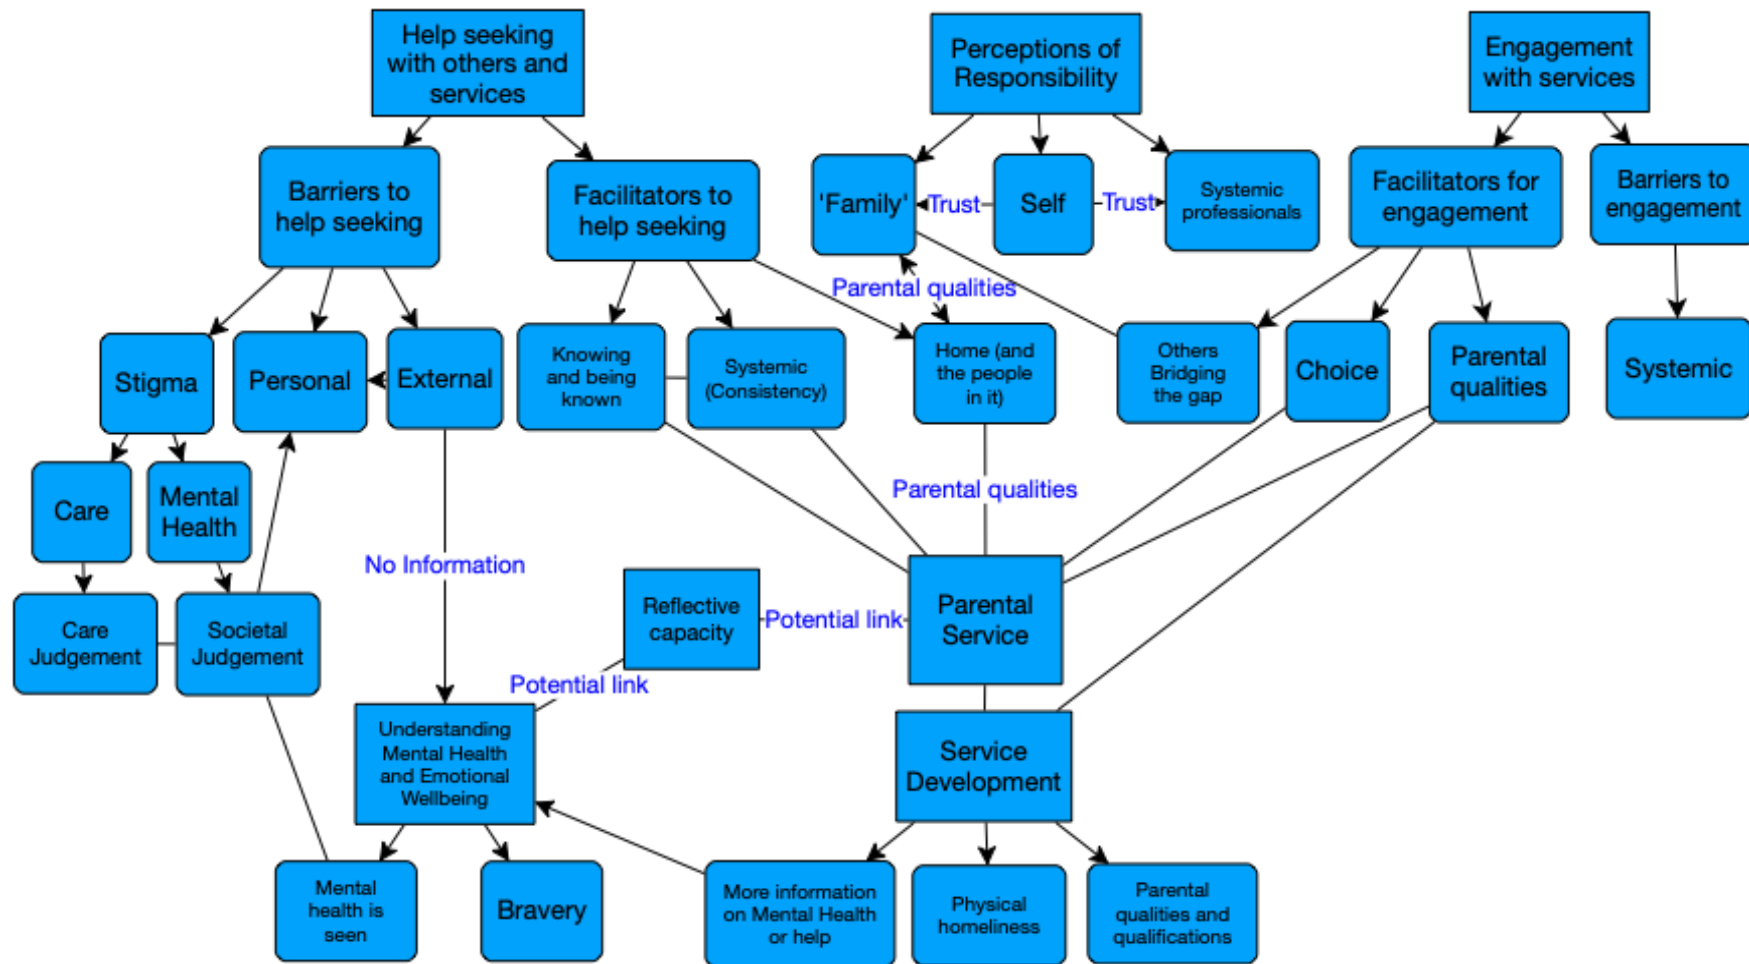 Help seeking
with others and
services
Perceptions of
Responsibility
Engagement
with services
Barriers to
help seeking
Facilitators to
help seeking
'Family'
Trust
Self
Trust
Systemic
professionals
Facilitators for
engagement
Barriers to
engagement
Parental qualities
Stigma
Personal
External
Knowing
and being
known
Systemic
(Consistency)
Home (and
the people
in it)
Others
Bridging
the gap
Choice
Parental
qualities
Systemic
Care
Mental
Health
Parental qualities
No Information
Care
Judgement
Societal
Judgement
Reflective
capacity
Potential link
Parental
Service
Potential link
Understanding
Mental Health
and Emotional
Wellbeing
Service
Development
Mental
health is
seen
Bravery
More information
on Mental Health
or help
Physical
homeliness
Parental
qualities and
qualifications